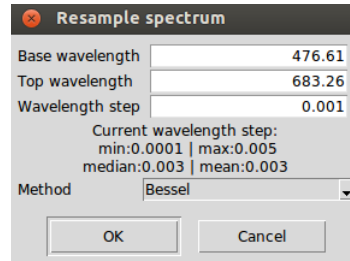 Resample spectrum
Base wavelength 476.61
Top wavelength 683.26
Wavelength step 0.001
Current wavelength step:
min:0.0001 | max:0.005
median:0.003 | mean:0.003
Method Bessel
OK Cancel